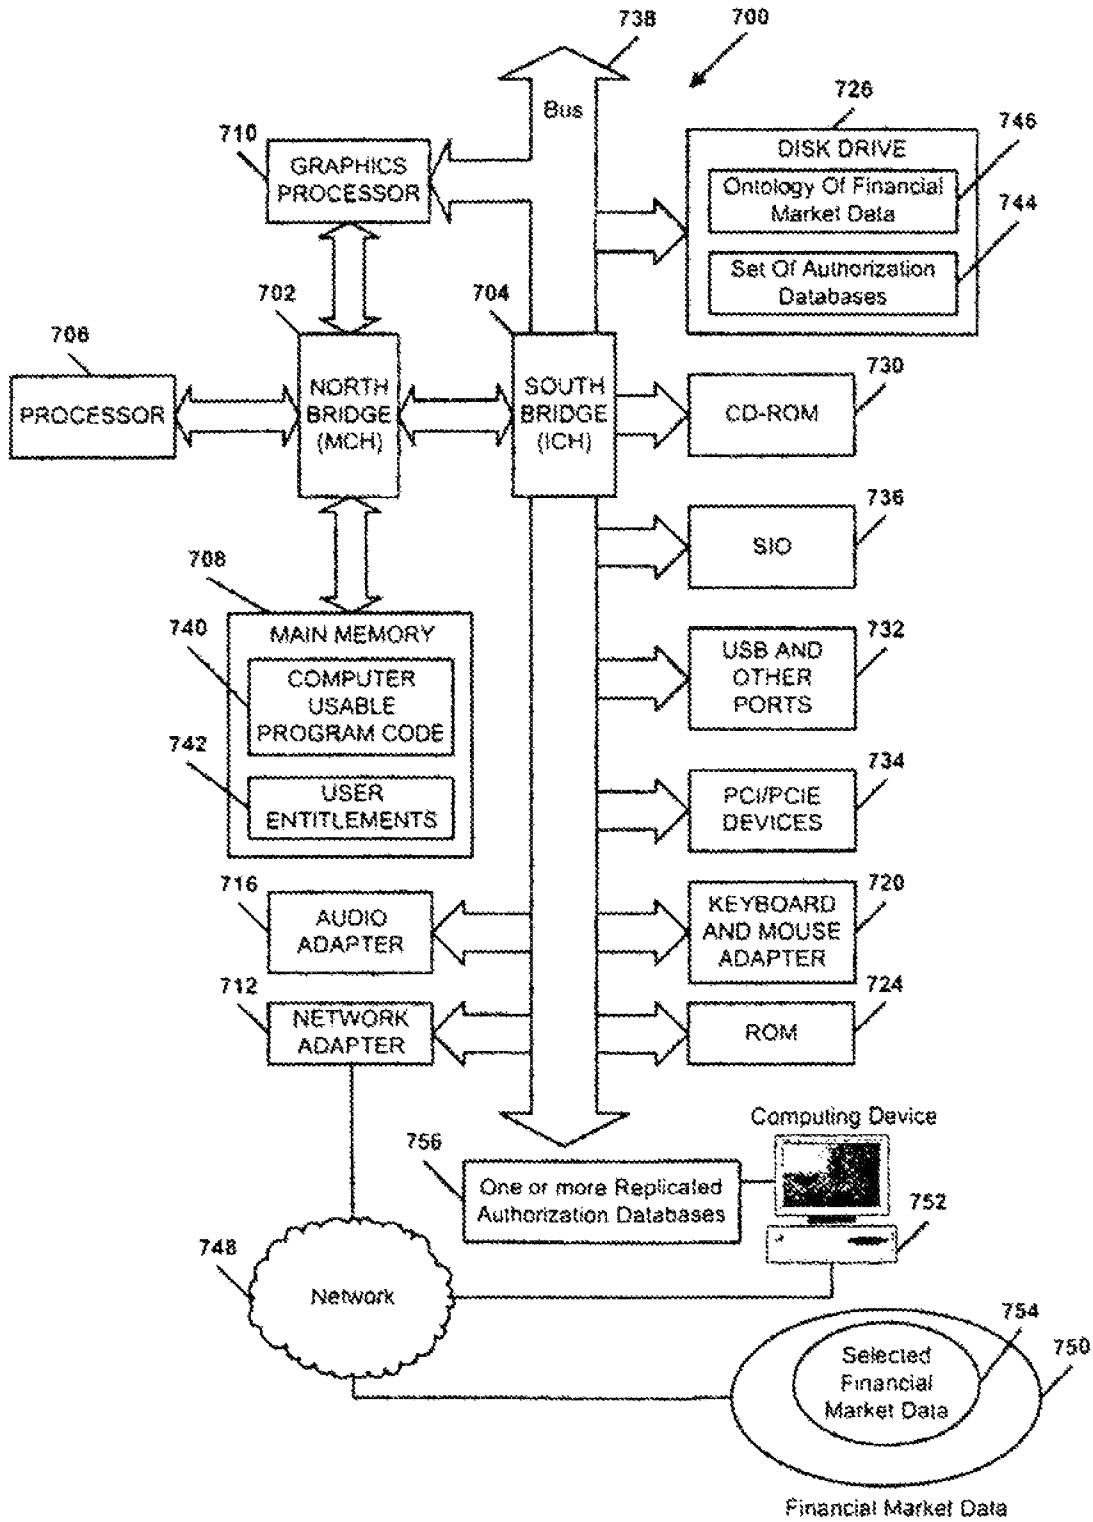 738
700
Bus
726
710
GRAPHICS
PROCESSOR
746
DISK DRIVE
Ontology Of Financial
Market Data
744
Set Of Authorization
Databases
702
704
706
PROCESSOR
NORTH
BRIDGE
(MCH)
SOUTH
BRIDGE
(ICH)
730
CD-ROM
736
SIO
708
MAIN MEMORY
740
COMPUTER
USABLE
PROGRAM CODE
742
USER
ENTITLEMENTS
732
USB AND
OTHER
PORTS
734
PCI/PCIE
DEVICES
716
AUDIO
ADAPTER
720
KEYBOARD
AND MOUSE
ADAPTER
712
NETWORK
ADAPTER
724
ROM
Computing Device
756
One or more Replicated
Authorization Databases
752
748
Network
754
750
Selected
Financial
Market Data
Financial Market Data